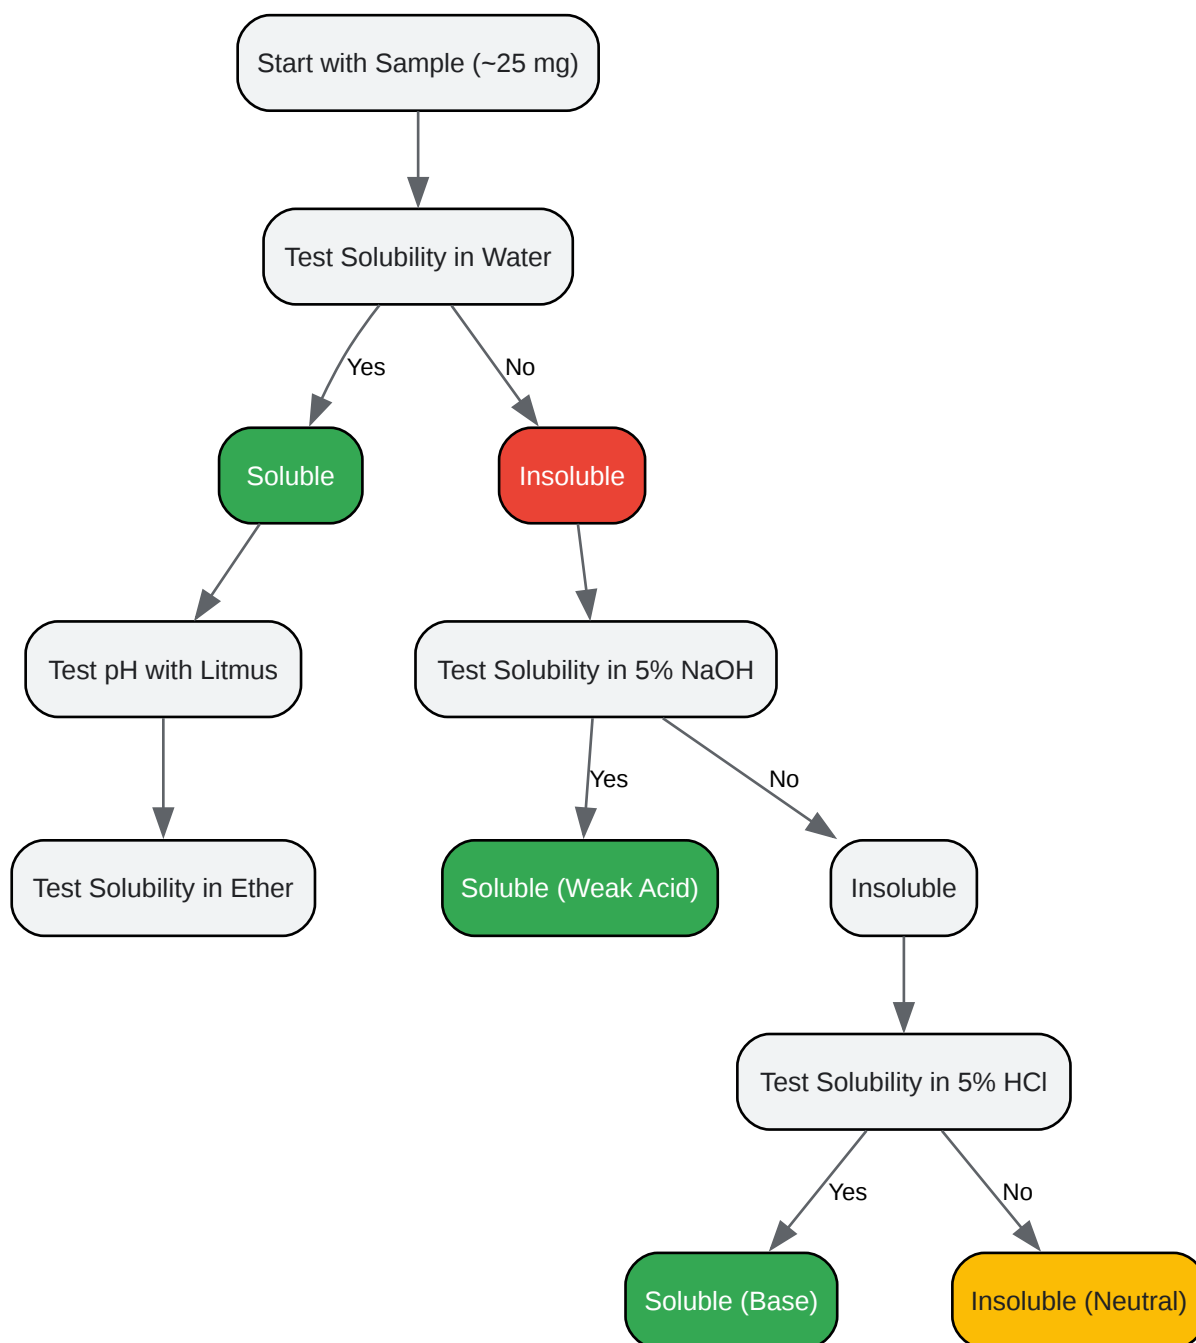 Start with Sample (~25 mg)
Test Solubility in Water
Yes
No
Soluble
Insoluble
Test pH with Litmus
Test Solubility in 5% NaOH
Yes
No
Test Solubility in Ether
Soluble (Weak Acid)
Insoluble
Test Solubility in 5% HCl
Yes
No
Soluble (Base)
Insoluble (Neutral)